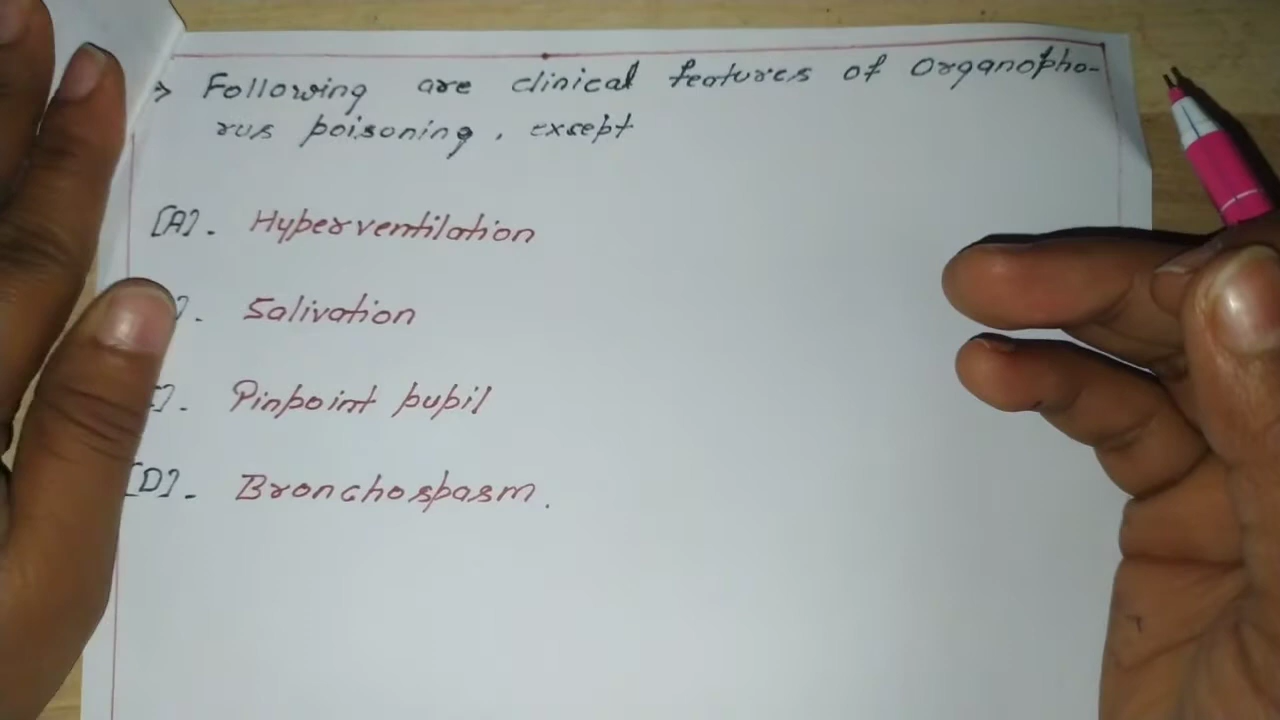 → Following are clinical features of Organopho-
rus poisoning, except
[A]. Hyperventilation
]. Salivation
]. Pinpoint pupil
[D]. Bronchospasm.